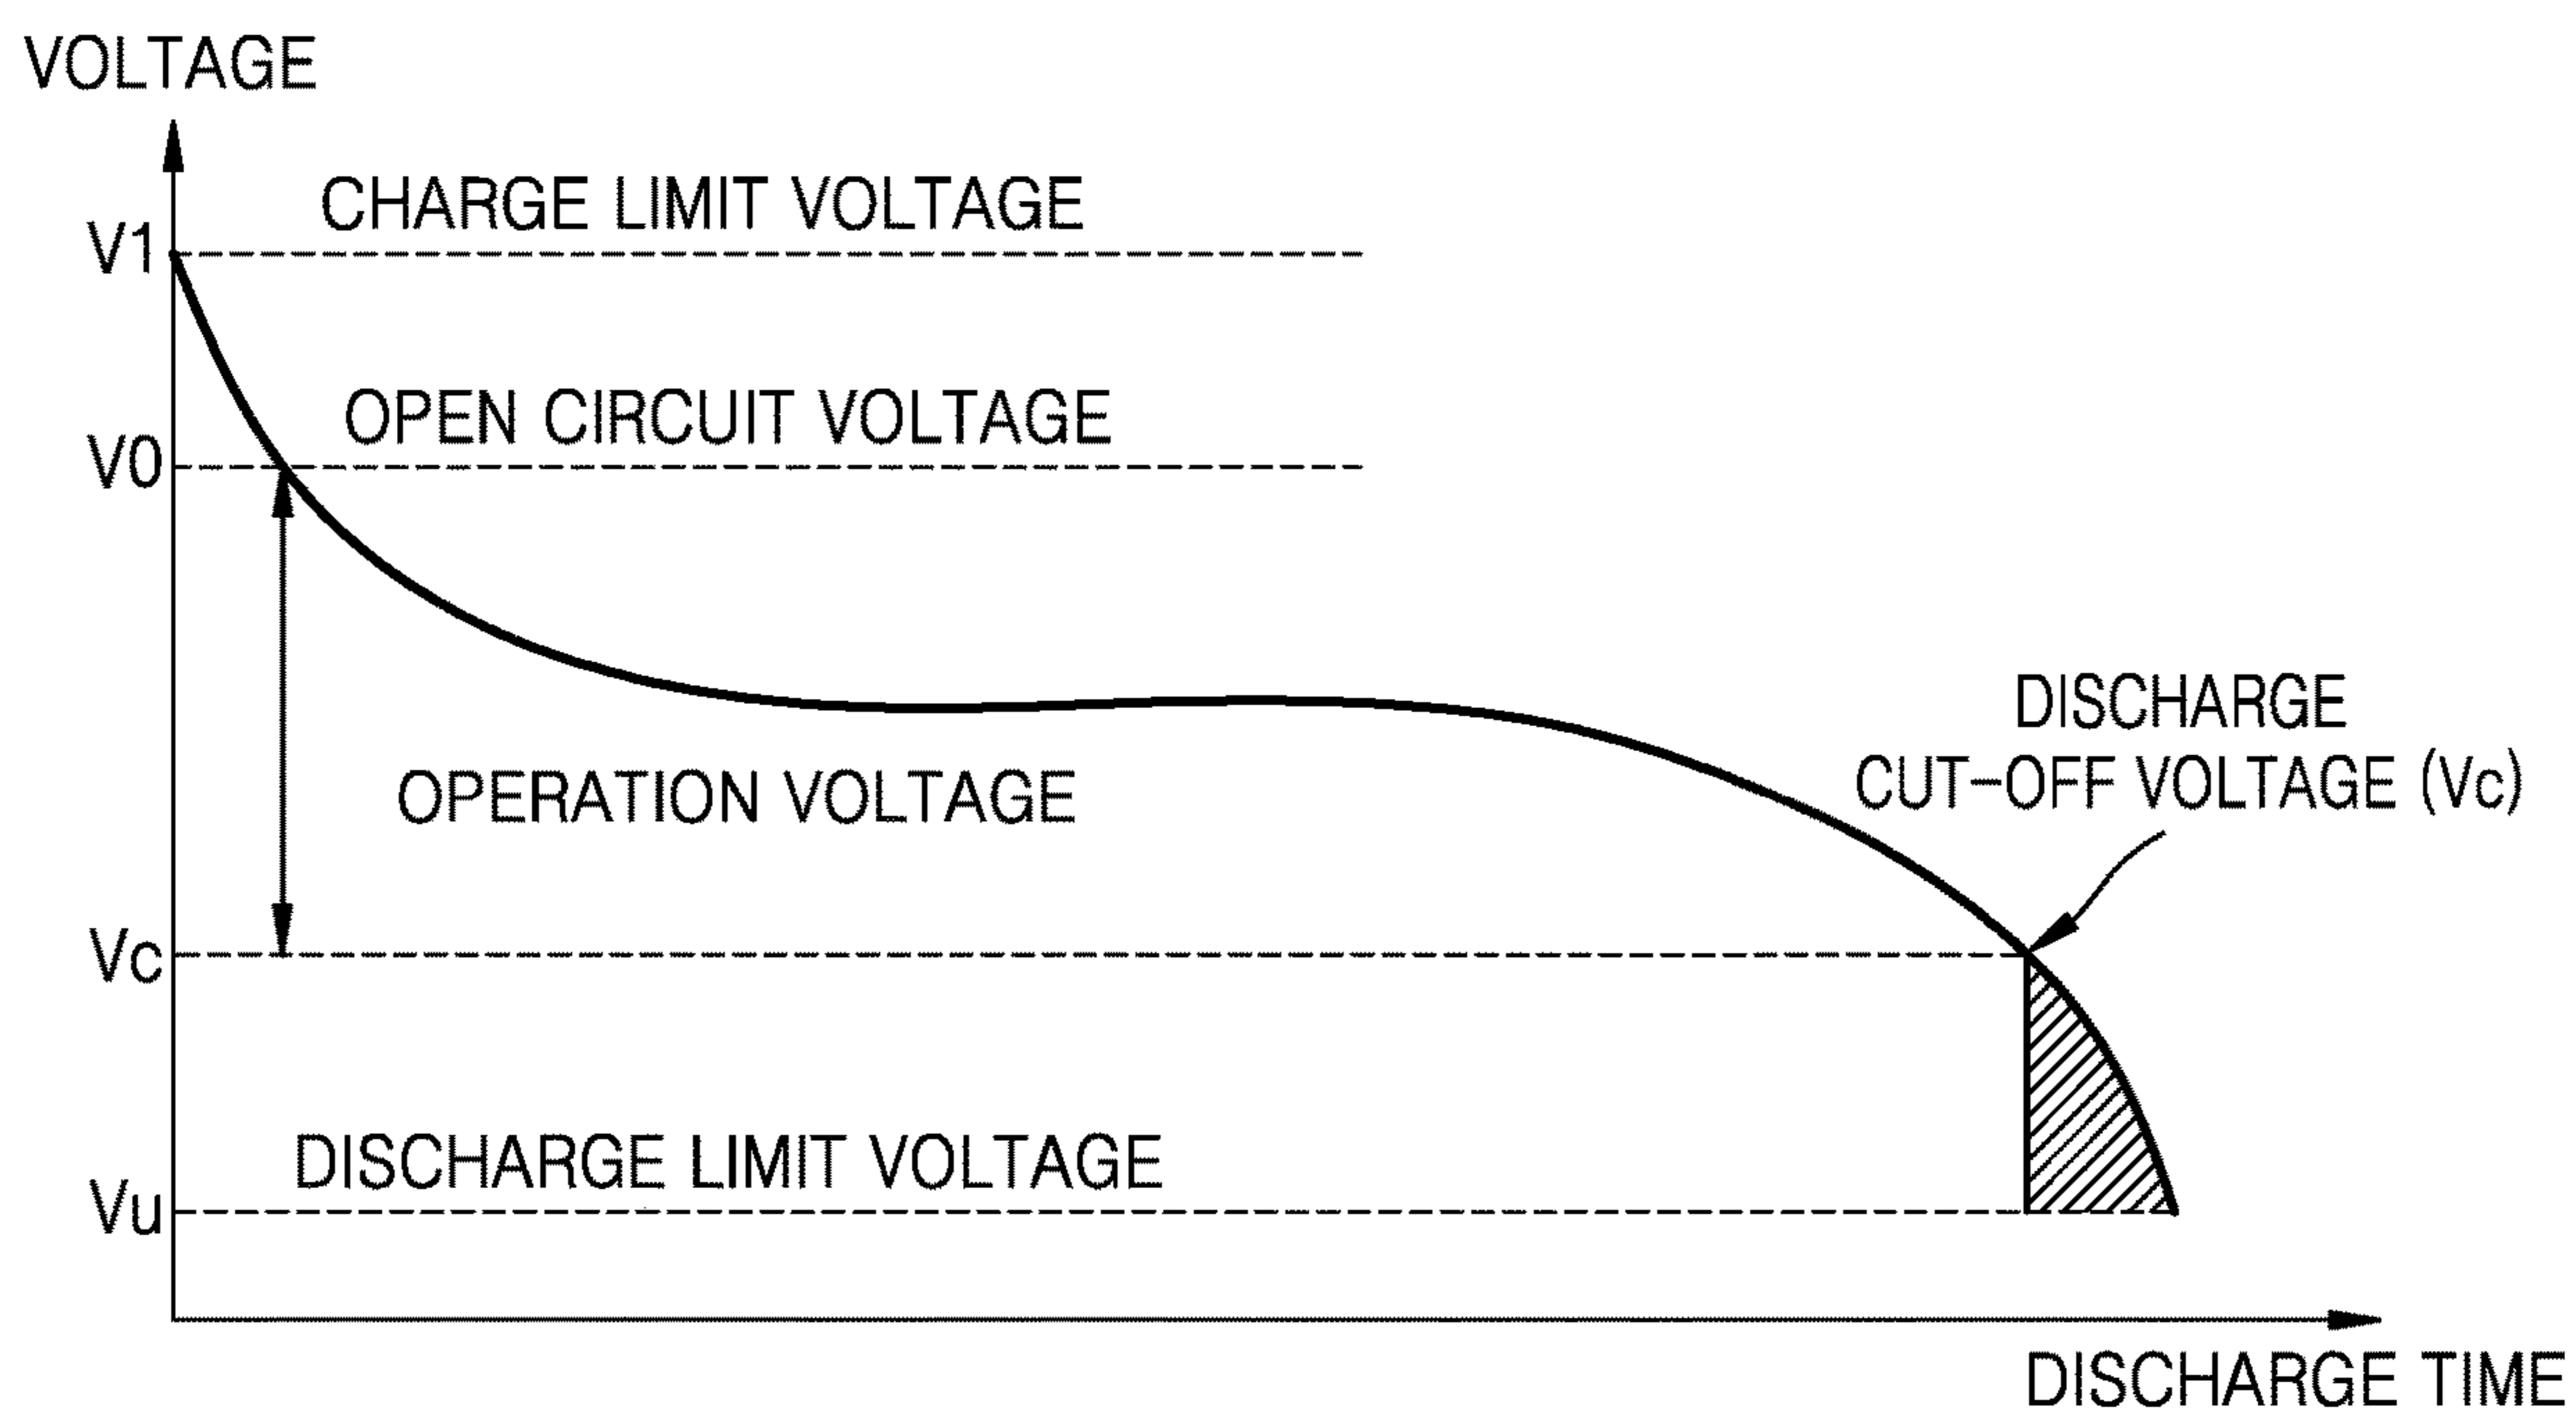 VOLTAGE
CHARGE LIMIT VOLTAGE
V1
OPEN CIRCUIT VOLTAGE
V0
DISCHARGE
CUT-OFF VOLTAGE (Vc)
OPERATION VOLTAGE
Vc
DISCHARGE LIMIT VOLTAGE
Vu
DISCHARGE TIME